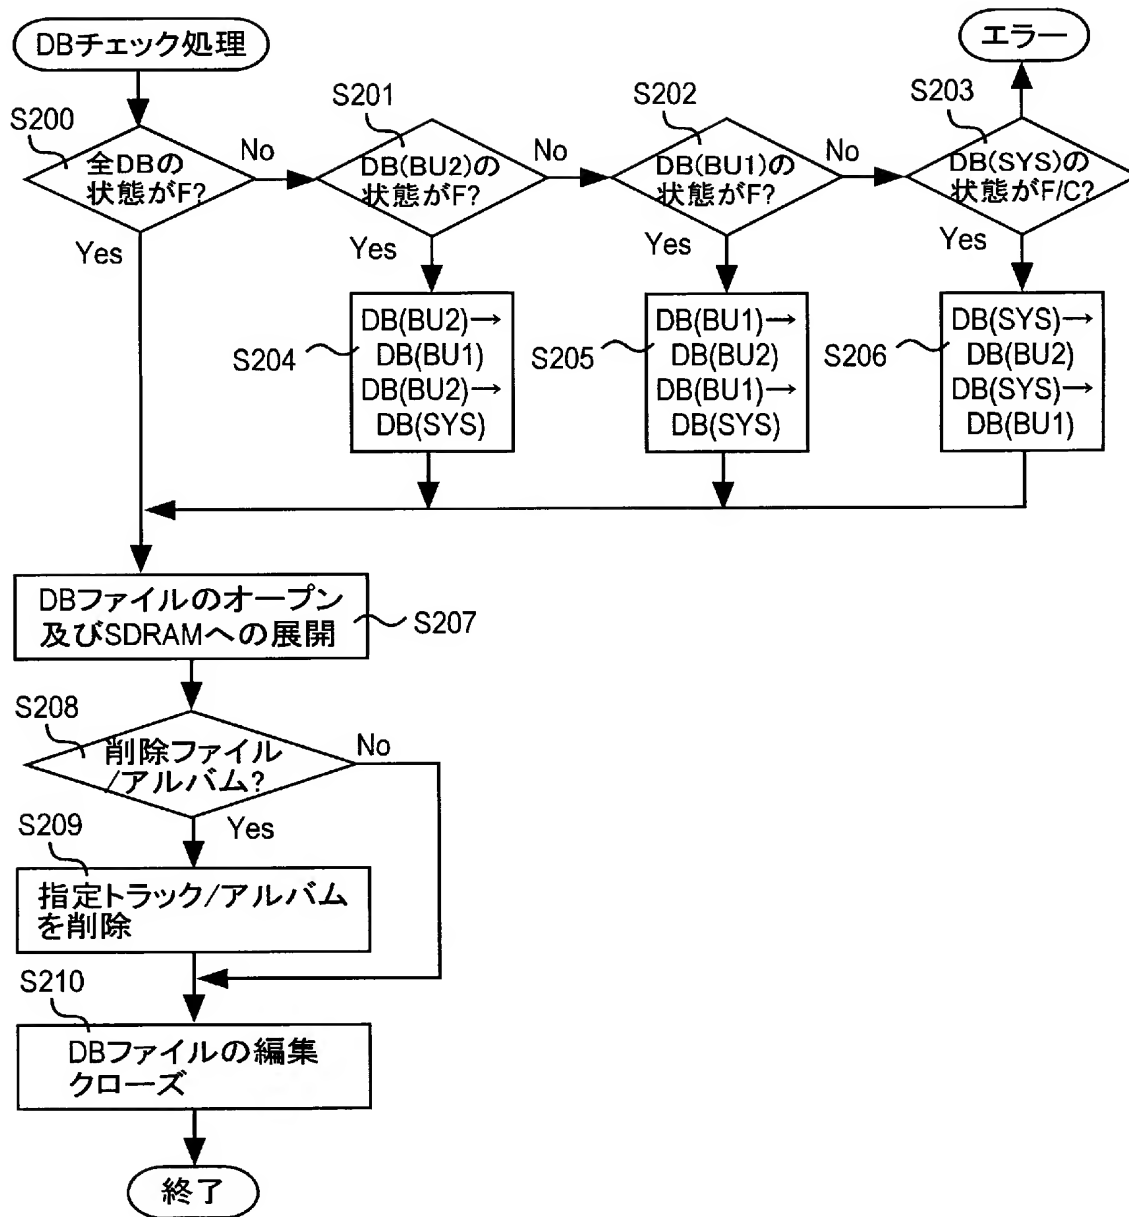 DBチェック処理
エラー
S200
全DBの
状態がF?
No
Yes
S201
DB(BU2)の
状態がF?
No
Yes
S202
DB(BU1)の
状態がF?
No
Yes
S203
DB(SYS)の
状態がF/C?
Yes
S204
DB(BU2)→
DB(BU1)
DB(BU2)→
DB(SYS)
S205
DB(BU1)→
DB(BU2)
DB(BU1)→
DB(SYS)
S206
DB(SYS)→
DB(BU2)
DB(SYS)→
DB(BU1)
DBファイルのオープン
及びSDRAMへの展開
S207
S208
削除ファイル
/アルバム?
No
Yes
S209
指定トラック/アルバム
を削除
S210
DBファイルの編集
クローズ
終了